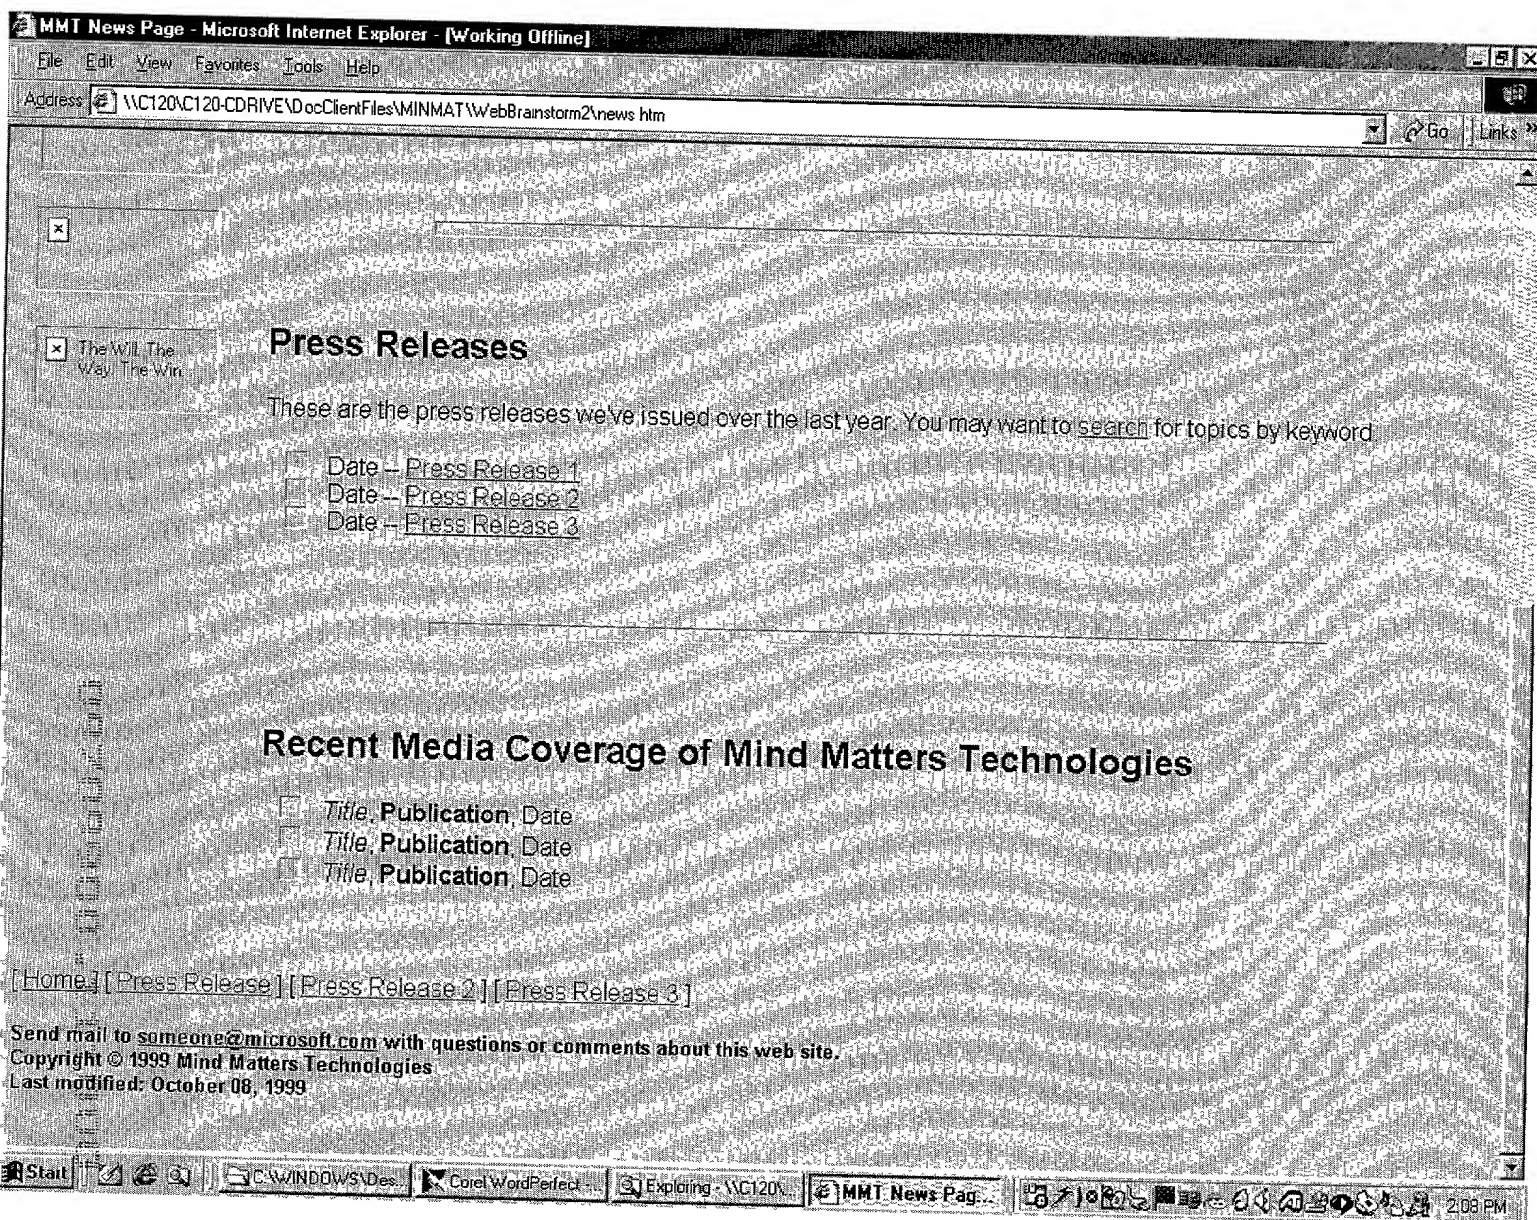 MMT News Page - Microsoft Internet Explorer - [Working Offline]
File Edit View Favorites Tools Help
Address \\C120\C120-CDRIVE\DocClientFiles\MINMAT\WebBrainstorm2\news htm
Go Links »
The Will. The
Way. The Win.
Press Releases
These are the press releases we've issued over the last year. You may want to search for topics by keyword
Date -- Press Release 1
Date -- Press Release 2
Date -- Press Release 3
Recent Media Coverage of Mind Matters Technologies
Title, Publication, Date
Title, Publication, Date
Title, Publication, Date
[ Home ] [ Press Release ] [ Press Release 2 ] [ Press Release 3 ]
Send mail to someone@microsoft.com with questions or comments about this web site.
Copyright © 1999 Mind Matters Technologies
Last modified: October 08, 1999
Start C:\WINDOWS\Des... Corel WordPerfect -... Exploring - \\C120\... MMT News Pag... 2:08 PM